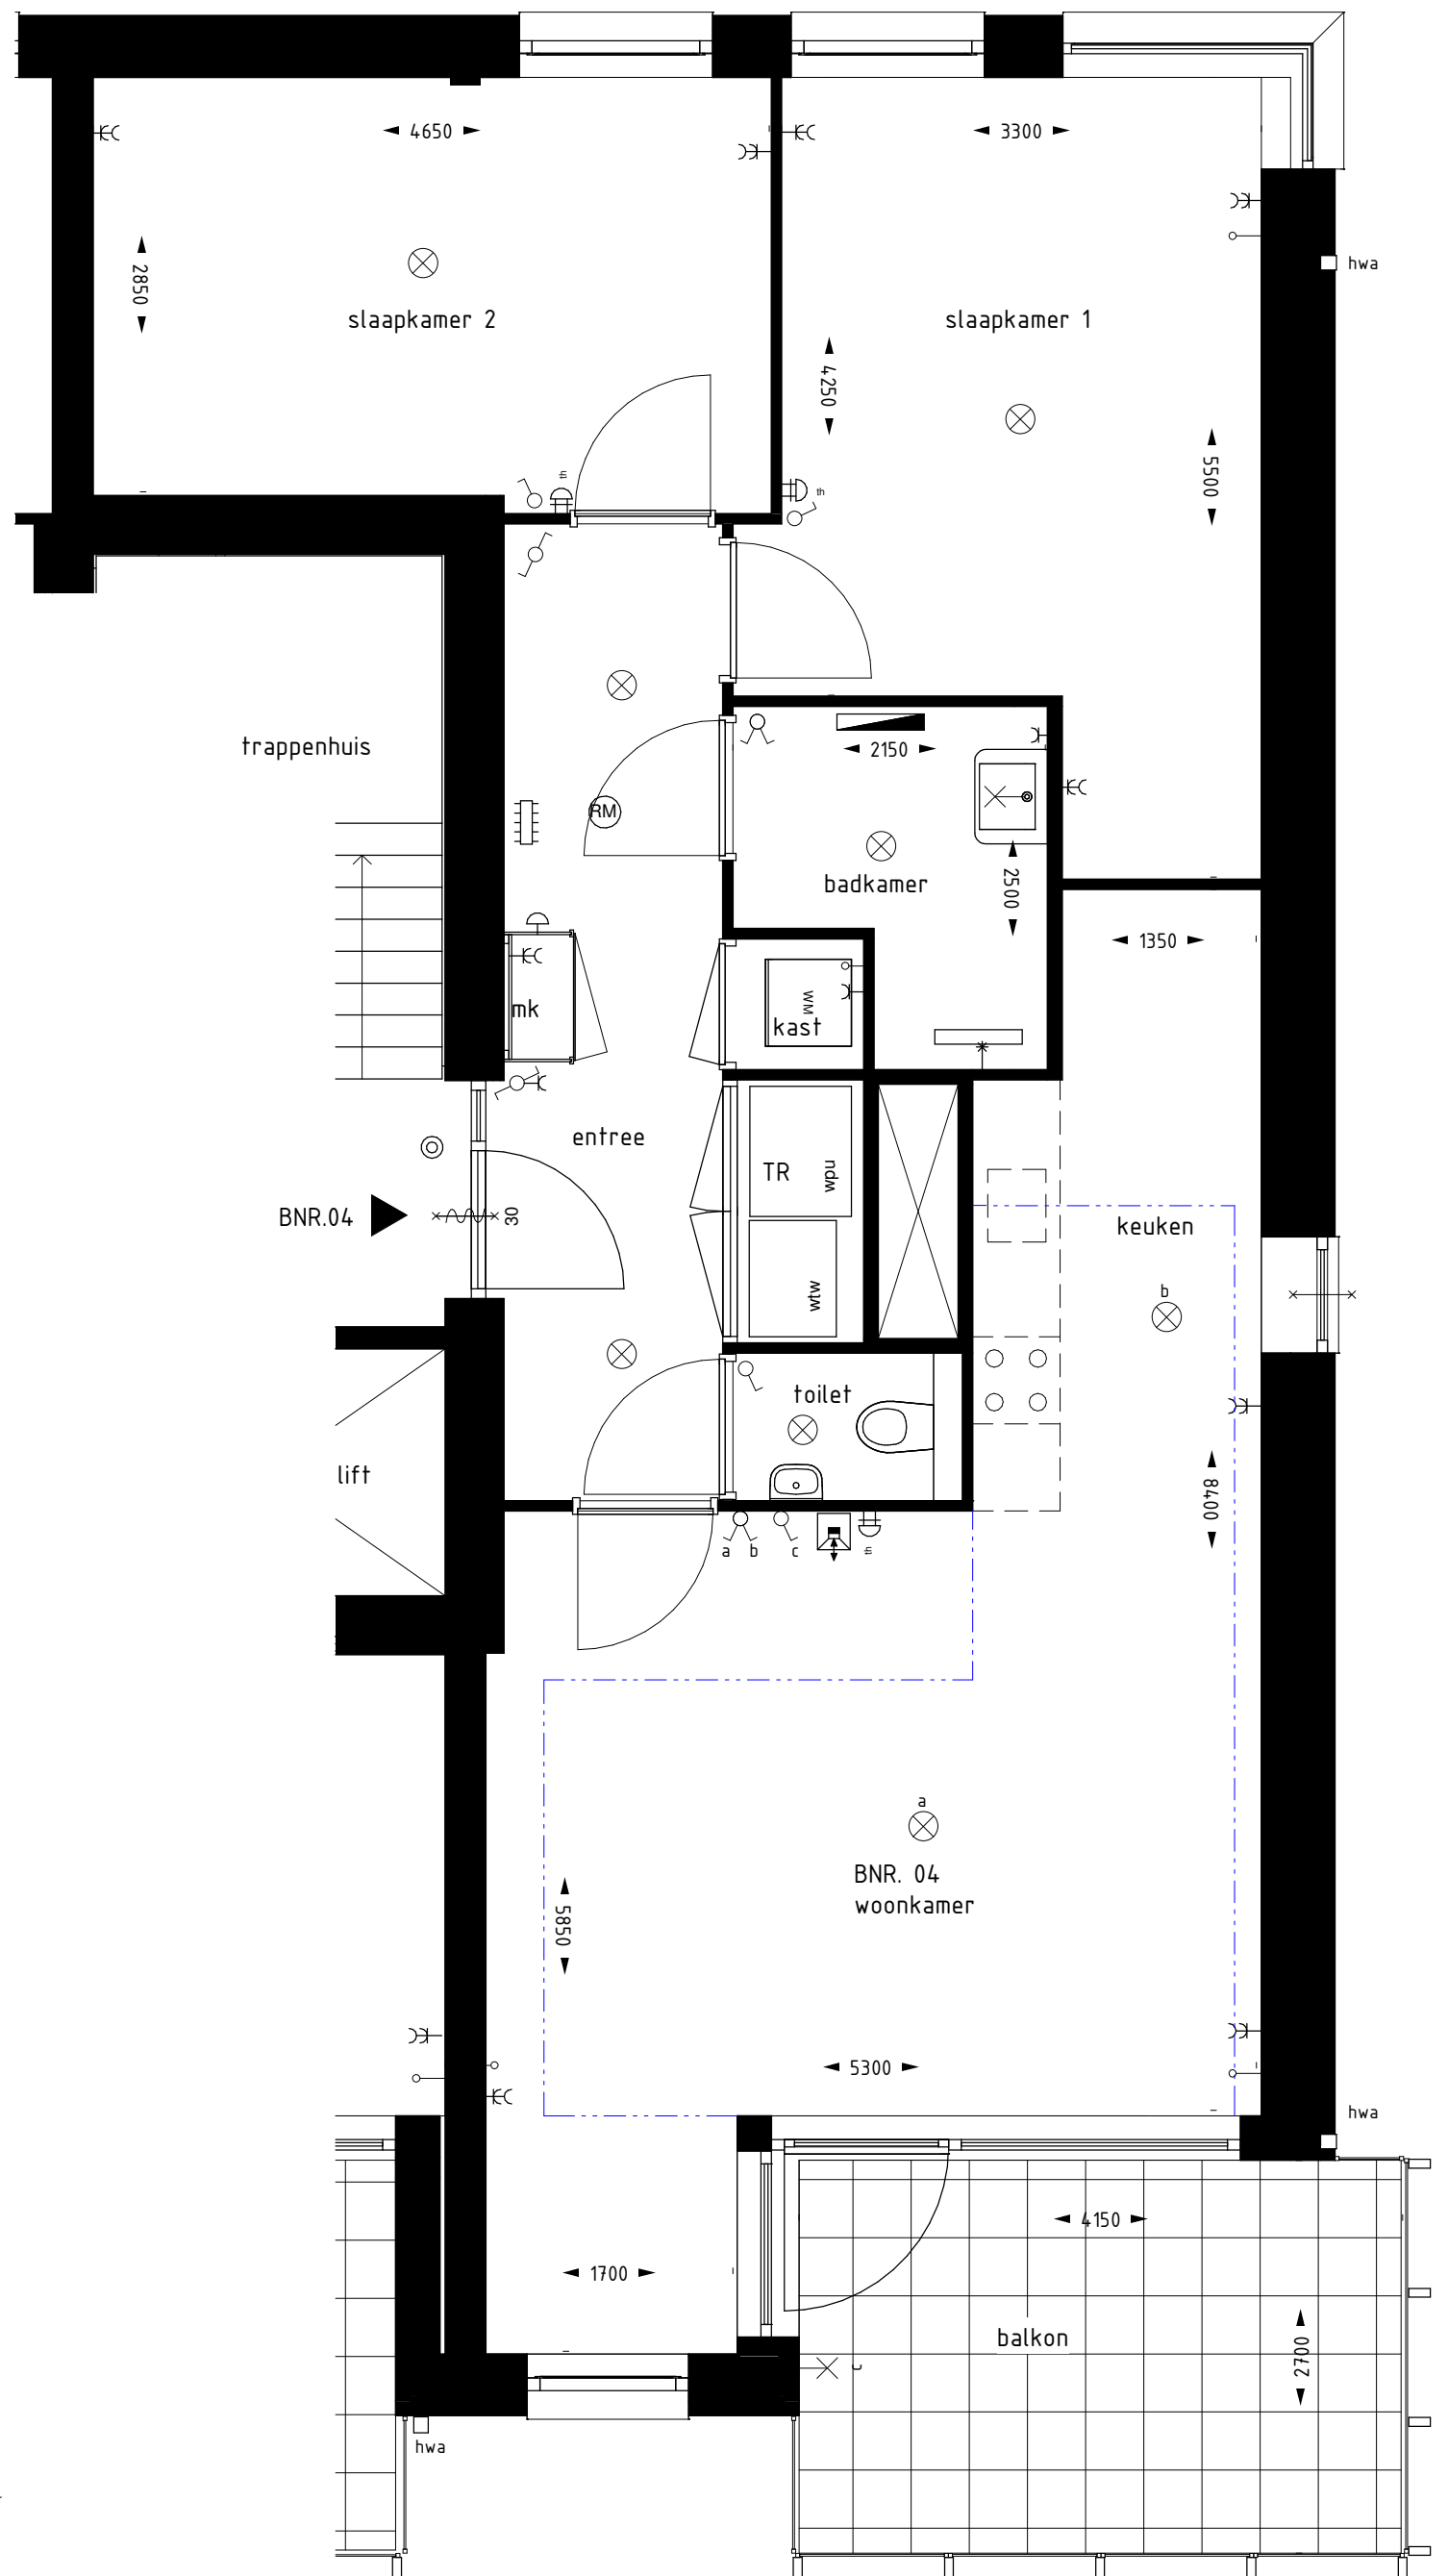 4650
3300
2850
hwa
slaapkamer 2
slaapkamer 1
4250
5500
th
th
trappenhuis
2150
RM
badkamer
2500
1350
mk
WM
kast
entree
TR
wpu
BNR.04
30
keuken
wtw
b
toilet
lift
8400
a b c
th
a
BNR. 04
woonkamer
5850
5300
hwa
4150
1700
balkon
2700
c
hwa